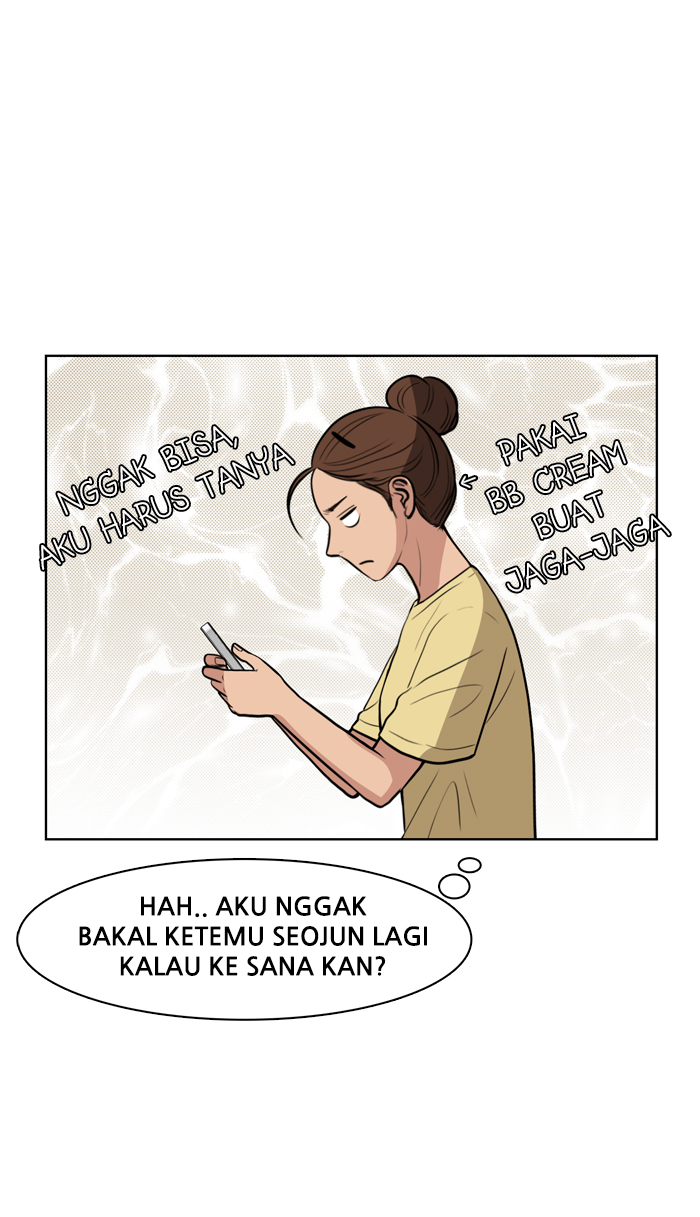 NGGAK BISA,
AKU HARUS TANYA
PAKAI
BB CREAM
BUAT
JAGA-JAGA
HAH.. AKU NGGAK
BAKAL KETEMU SEOJUN LAGI
KALAU KE SANA KAN?